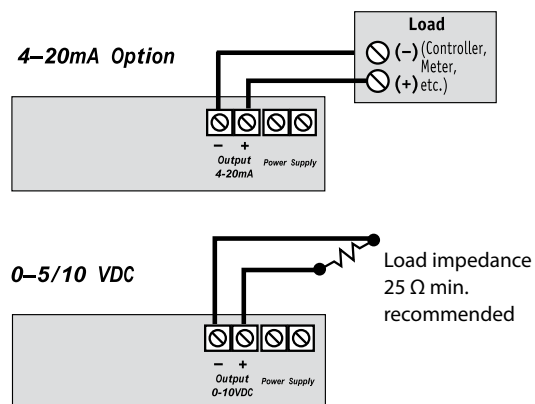 4–20mA Option
Load
(–) (Controller,
Meter,
(+) etc.)
– +
Output
4-20mA
Power Supply
0–5/10 VDC
Load impedance
25 Ω min.
recommended
– +
Output
0-10VDC
Power Supply